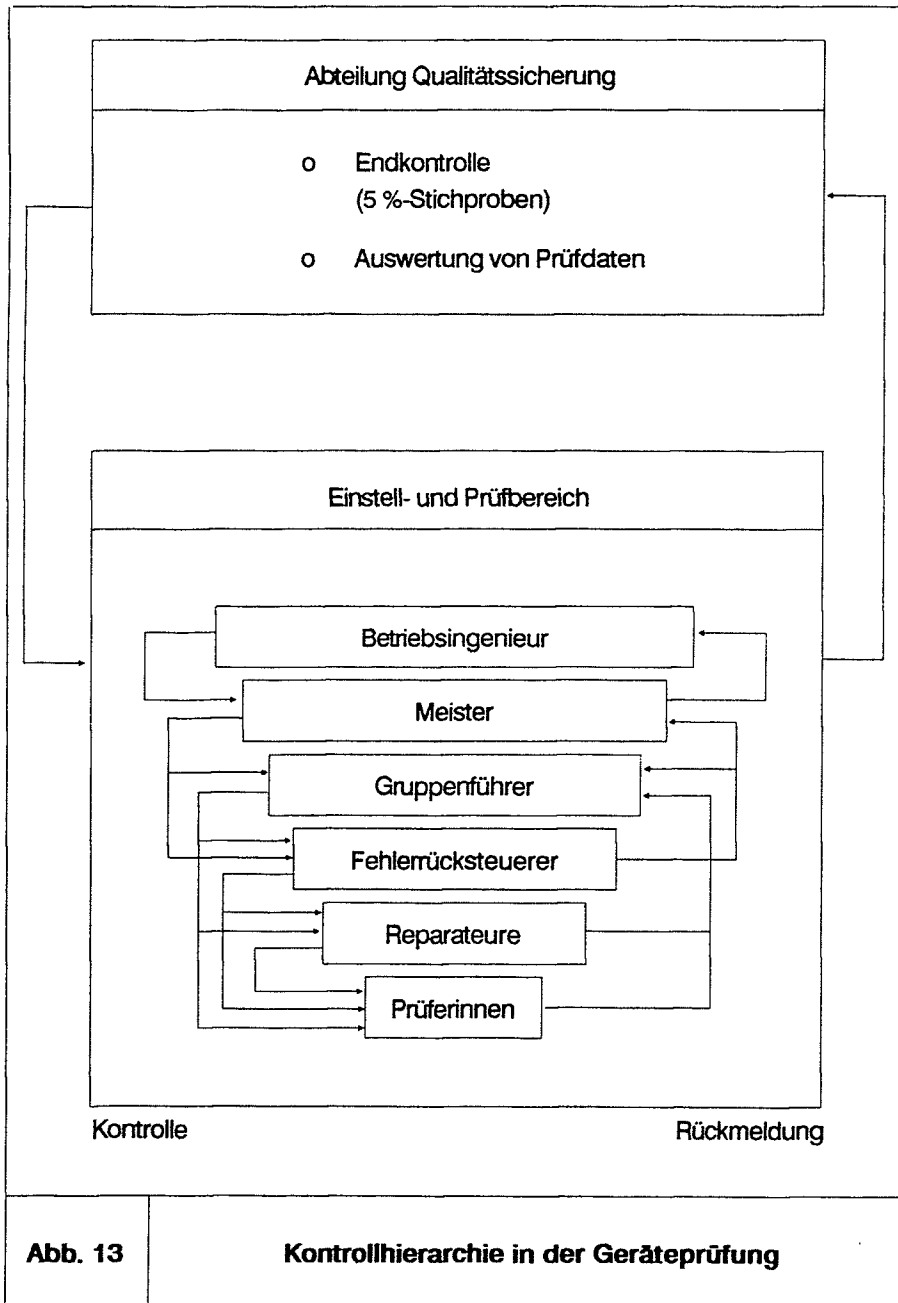 Abteilung Qualitätssicherung
o Endkontrolle
(5 %-Stichproben)
o Auswertung von Prüfdaten
Einstell- und Prüfbereich
Betriebsingenieur
Meister
Gruppenführer
Fehlerrücksteuerer
Reparateure
Prüferinnen
Kontrolle Rückmeldung
Abb. 13 Kontrollhierarchie in der Geräteprüfung